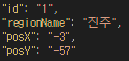 "id": "1",
"regionName": "진주",
"posX": "-3",
"posY": "-57"